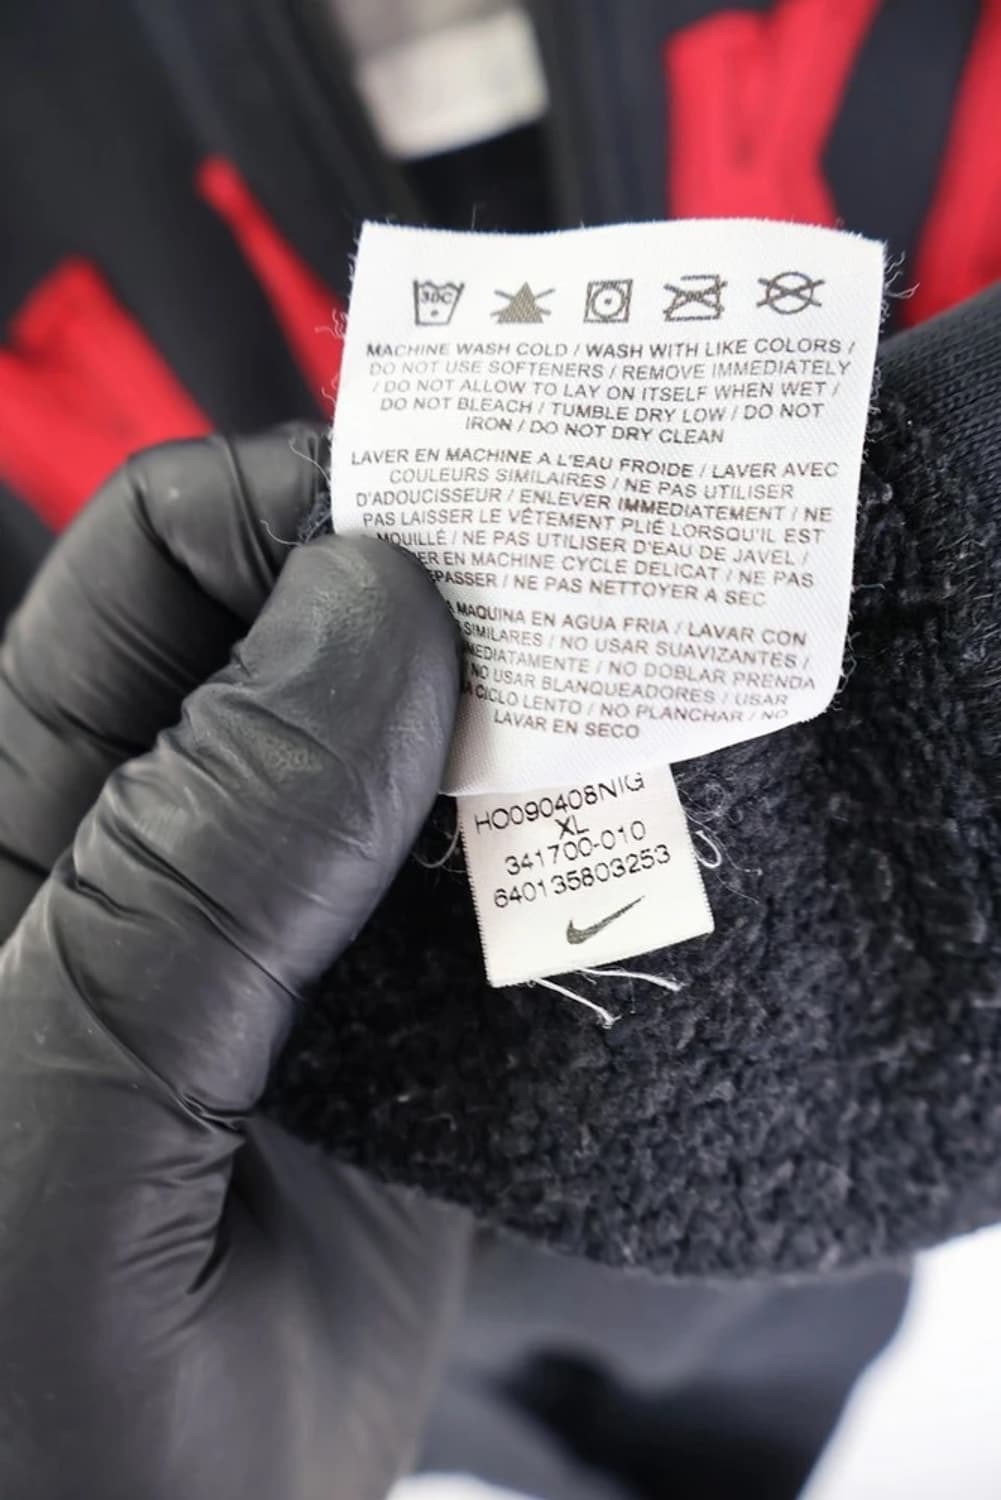 30C
MACHINE WASH COLD / WASH WITH LIKE COLORS /
DO NOT USE SOFTENERS / REMOVE IMMEDIATELY
/ DO NOT ALLOW TO LAY ON ITSELF WHEN WET /
DO NOT BLEACH / TUMBLE DRY LOW / DO NOT
IRON / DO NOT DRY CLEAN
LAVER EN MACHINE A L'EAU FROIDE / LAVER AVEC
COULEURS SIMILAIRES / NE PAS UTILISER
D'ADOUCISSEUR / ENLEVER IMMEDIATEMENT / NE
PAS LAISSER LE VÊTEMENT PLIÉ LORSQU'IL EST
MOUILLÉ / NE PAS UTILISER D'EAU DE JAVEL /
ER EN MACHINE CYCLE DELICAT / NE PAS
EPASSER / NE PAS NETTOYER A SEC
MAQUINA EN AGUA FRIA / LAVAR CON
SIMILARES / NO USAR SUAVIZANTES /
MEDIATAMENTE / NO DOBLAR PRENDA
NO USAR BLANQUEADORES / USAR
CICLO LENTO / NO PLANCHAR / NO
LAVAR EN SECO
HO090408NIG
XL
341700-010
640135803253